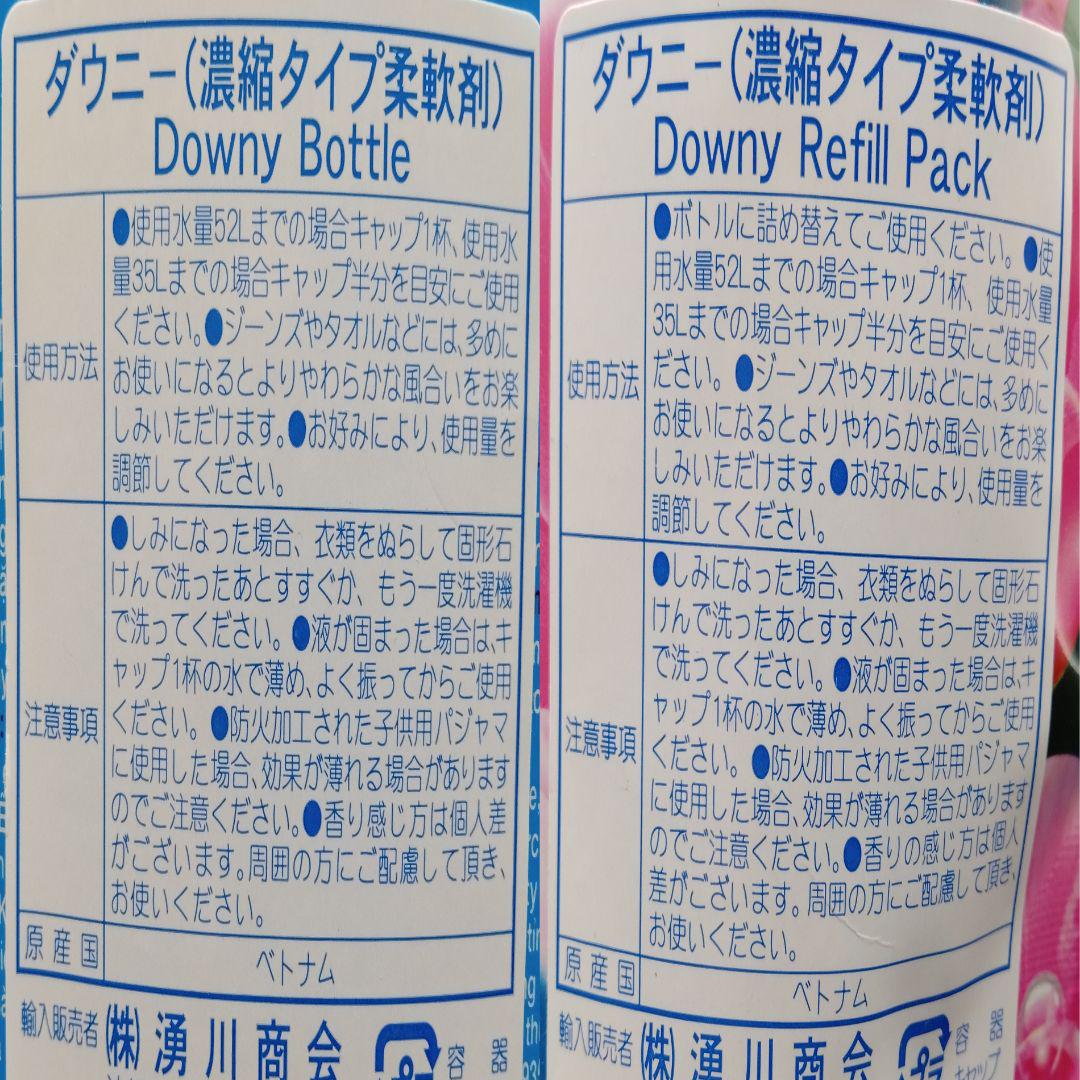 ダウニー(濃縮タイプ柔軟剤)
Downy Bottle
使用方法
●使用水量52Lまでの場合キャップ1杯、使用水
量35Lまでの場合キャップ半分を目安にご使用
ください。●ジーンズやタオルなどには、多めに
お使いになるとよりやわらかな風合いをお楽
しみいただけます。●お好みにより、使用量を
調節してください。
注意事項
●しみになった場合、衣類をぬらして固形石
けんで洗ったあとすすぐか、もう一度洗濯機
で洗ってください。●液が固まった場合は、キ
ャップ1杯の水で薄め、よく振ってからご使用
ください。●防火加工された子供用パジャマ
に使用した場合、効果が薄れる場合があります
のでご注意ください。●香り感じ方は個人差
がございます。周囲の方にご配慮して頂き、
お使いください。
原産国
ベトナム
輸入販売者
(株)湧川商会
容器
ダウニー(濃縮タイプ柔軟剤)
Downy Refill Pack
使用方法
●ボトルに詰め替えてご使用ください。●使
用水量52Lまでの場合キャップ1杯、使用水量
35Lまでの場合キャップ半分を目安にご使用く
ださい。●ジーンズやタオルなどには、多めに
お使いになるとよりやわらかな風合いをお楽
しみいただけます。●お好みにより、使用量を
調節してください。
注意事項
●しみになった場合、衣類をぬらして固形石
けんで洗ったあとすすぐか、もう一度洗濯機
で洗ってください。●液が固まった場合は、キ
ャップ1杯の水で薄め、よく振ってからご使用
ください。●防火加工された子供用パジャマ
に使用した場合、効果が薄れる場合があります
のでご注意ください。●香りの感じ方は個人
差がございます。周囲の方にご配慮して頂き、
お使いください。
原産国
ベトナム
輸入販売者
(株)湧川商会
容器
キャップ